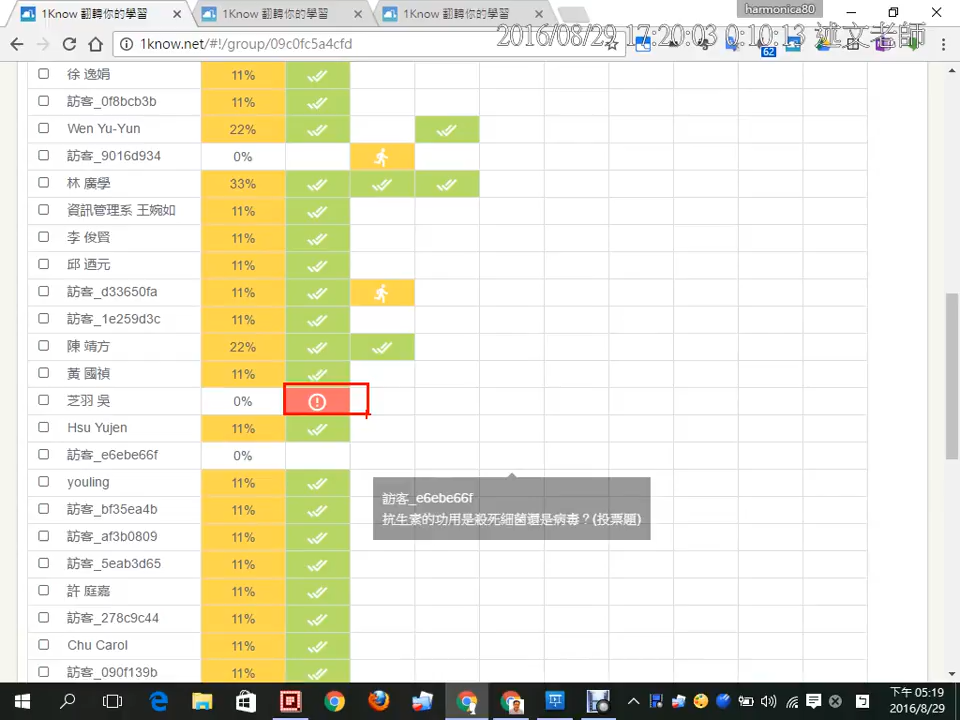 1Know 翻轉你的學習
1Know 翻轉你的學習
1Know 翻轉你的學習
harmonica80
1know.net/#!/group/09c0fc5a4cfd
2016/08/29 17:20:03 0:10:13 述文老師
62
徐 逸娟 11%
訪客_0f8bcb3b 11%
Wen Yu-Yun 22%
訪客_9016d934 0%
林 廣學 33%
資訊管理系 王婉如 11%
李 俊賢 11%
邱 迺元 11%
訪客_d33650fa 11%
訪客_1e259d3c 11%
陳 靖方 22%
黃 國禎 11%
芝羽 吳 0%
Hsu Yujen 11%
訪客_e6ebe66f 0%
youling 11%
訪客_e6ebe66f
訪客_bf35ea4b 11%
抗生素的功用是殺死細菌還是病毒？(投票題)
訪客_af3b0809 11%
訪客_5eab3d65 11%
許 庭嘉 11%
訪客_278c9c44 11%
Chu Carol 11%
訪客_090f139b 11%
下午 05:19
2016/8/29